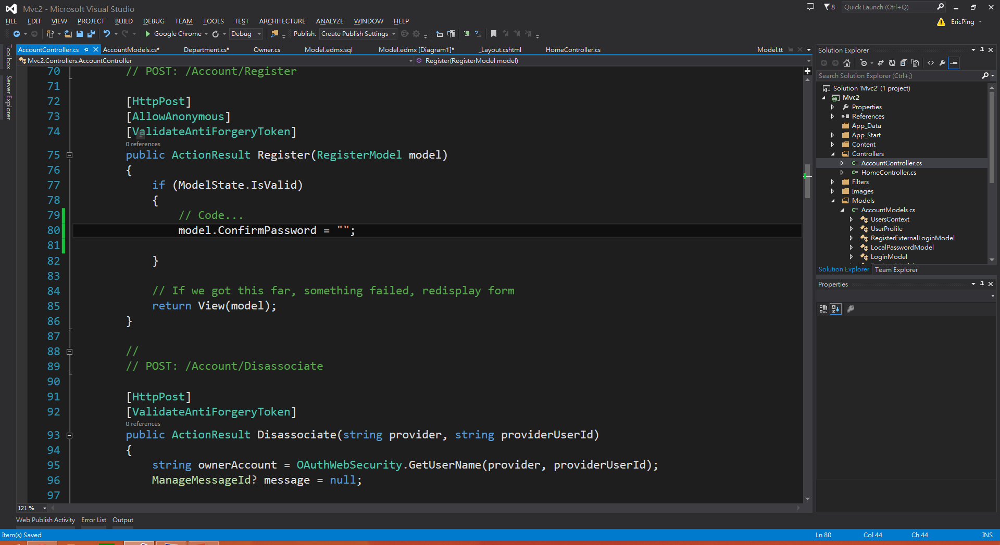 Mvc2 - Microsoft Visual Studio
8
Quick Launch (Ctrl+Q)
FILE EDIT VIEW PROJECT BUILD DEBUG TEAM TOOLS TEST ARCHITECTURE ANALYZE WINDOW HELP
EricPing
Google Chrome Debug Publish: Create Publish Settings
AccountController.cs AccountModels.cs* Department.cs* Owner.cs Model.edmx.sql Model.edmx [Diagram1]* _Layout.cshtml HomeController.cs Model.tt
Mvc2.Controllers.AccountController Register(RegisterModel model)
Toolbox
Server Explorer
70 // POST: /Account/Register
71
72 [HttpPost]
73 [AllowAnonymous]
74 [ValidateAntiForgeryToken]
0 references
75 public ActionResult Register(RegisterModel model)
76 {
77 if (ModelState.IsValid)
78 {
79 // Code...
80 model.ConfirmPassword = "";
81
82 }
83
84 // If we got this far, something failed, redisplay form
85 return View(model);
86 }
87
88 //
89 // POST: /Account/Disassociate
90
91 [HttpPost]
92 [ValidateAntiForgeryToken]
0 references
93 public ActionResult Disassociate(string provider, string providerUserId)
94 {
95 string ownerAccount = OAuthWebSecurity.GetUserName(provider, providerUserId);
96 ManageMessageId? message = null;
97
121 %
Solution Explorer
Search Solution Explorer (Ctrl+;)
Solution 'Mvc2' (1 project)
Mvc2
Properties
References
App_Data
App_Start
Content
Controllers
C# AccountController.cs
C# HomeController.cs
Filters
Images
Models
C# AccountModels.cs
UsersContext
UserProfile
RegisterExternalLoginModel
LocalPasswordModel
LoginModel
Solution Explorer Team Explorer
Properties
Web Publish Activity Error List Output
Item(s) Saved Ln 80 Col 44 Ch 44 INS